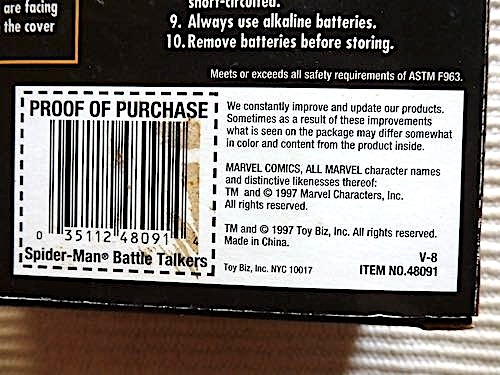 are facing
the cover
short-circuited.
9. Always use alkaline batteries.
10. Remove batteries before storing.
Meets or exceeds all safety requirements of ASTM F963.
PROOF OF PURCHASE
0 35112 48091 4
Spider-Man® Battle Talkers
We constantly improve and update our products.
Sometimes as a result of these improvements
what is seen on the package may differ somewhat
in color and content from the product inside.
MARVEL COMICS, ALL MARVEL character names
and distinctive likenesses thereof:
TM and © 1997 Marvel Characters, Inc.
All rights reserved.
TM and © 1997 Toy Biz, Inc. All rights reserved.
Made in China.
V-8
Toy Biz, Inc. NYC 10017
ITEM NO.48091